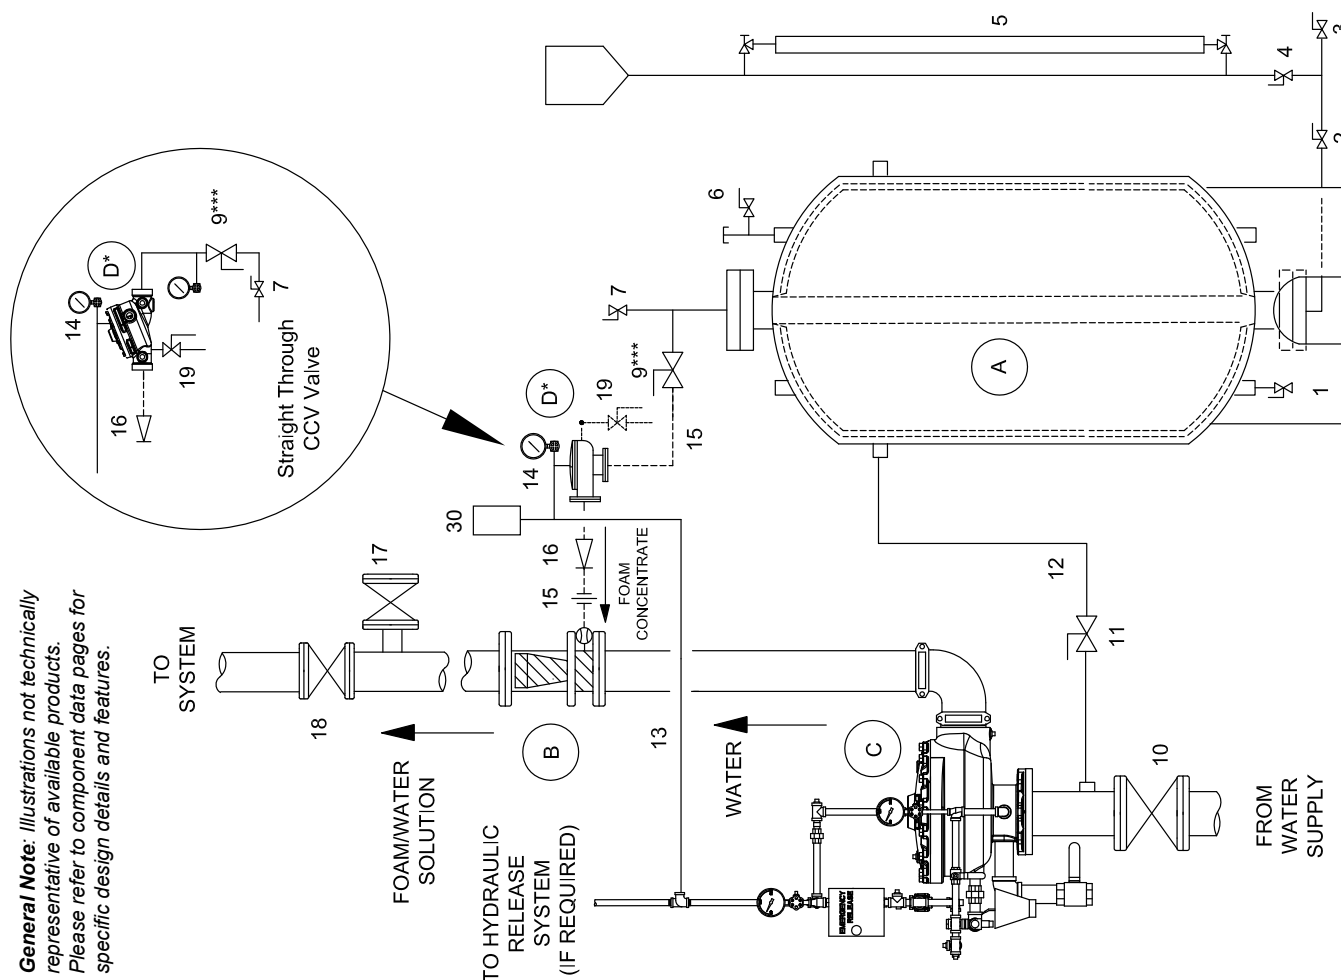 General Note: Illustrations not technically
representative of available products.
Please refer to component data pages for
specific design details and features.
TO
SYSTEM
18
17
FOAM/WATER
SOLUTION
B
15
16
FOAM
CONCENTRATE
30
14
D*
19
9***
7
15
13
WATER
C
TO HYDRAULIC
RELEASE
SYSTEM
(IF REQUIRED)
EMERGENCY
RELEASE
10
FROM
WATER
SUPPLY
11
12
A
1
6
5
4
2
3
14
D*
9***
7
19
16
Straight Through
CCV Valve